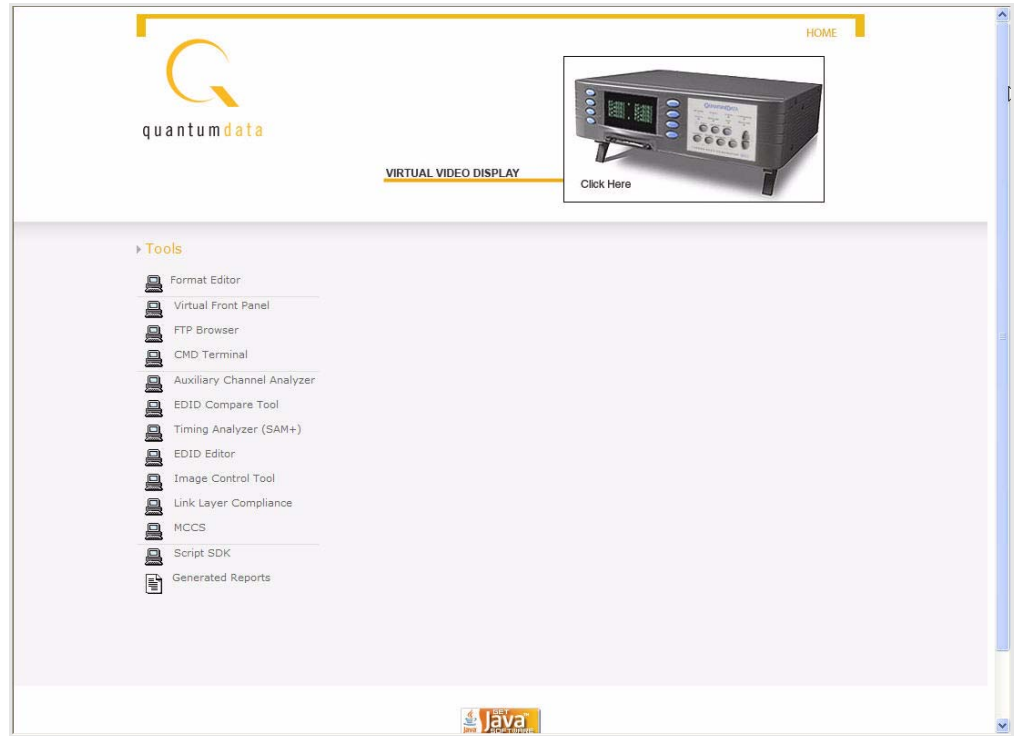 HOME
quantumdata
VIRTUAL VIDEO DISPLAY
Click Here
Tools
Format Editor
Virtual Front Panel
FTP Browser
CMD Terminal
Auxiliary Channel Analyzer
EDID Compare Tool
Timing Analyzer (SAM+)
EDID Editor
Image Control Tool
Link Layer Compliance
MCCS
Script SDK
Generated Reports
GET
Java
SOFTWARE